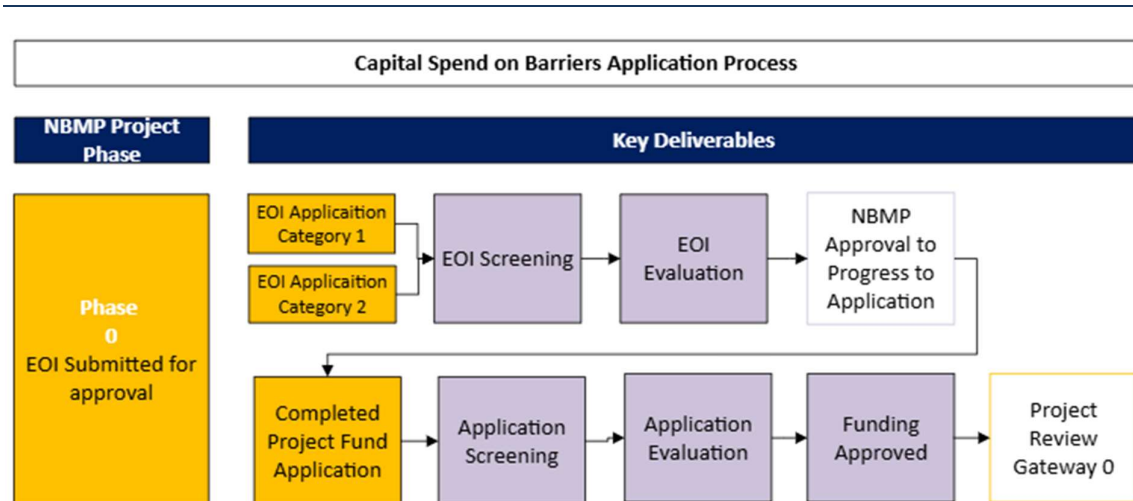 Capital Spend on Barriers Application Process
NBMP Project
Phase
Key Deliverables
Phase
0
EOI Submitted for
approval
EOI Applicaition
Category 1
EOI Applicaition
Category 2
EOI Screening
EOI
Evaluation
NBMP
Approval to
Progress to
Application
Completed
Project Fund
Application
Application
Screening
Application
Evaluation
Funding
Approved
Project
Review
Gateway 0